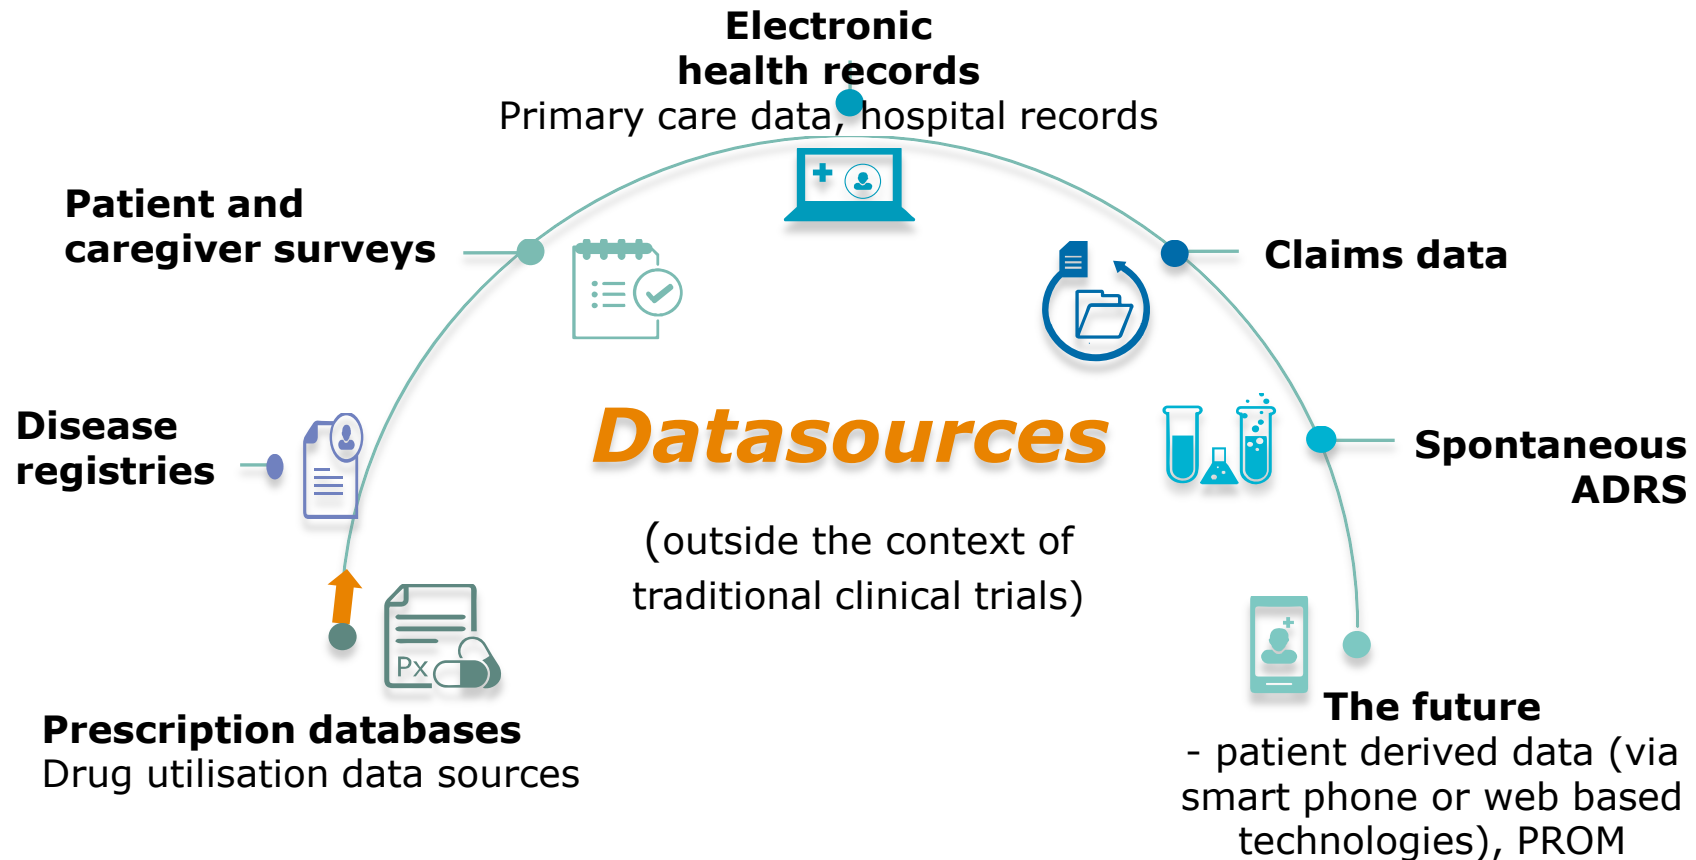 Electronic
health records
Primary care data, hospital records
Patient and
caregiver surveys
Claims data
Disease
registries
Datasources
Spontaneous
ADRS
(outside the context of
traditional clinical trials)
Px
Prescription databases
Drug utilisation data sources
The future
- patient derived data (via
smart phone or web based
technologies), PROM